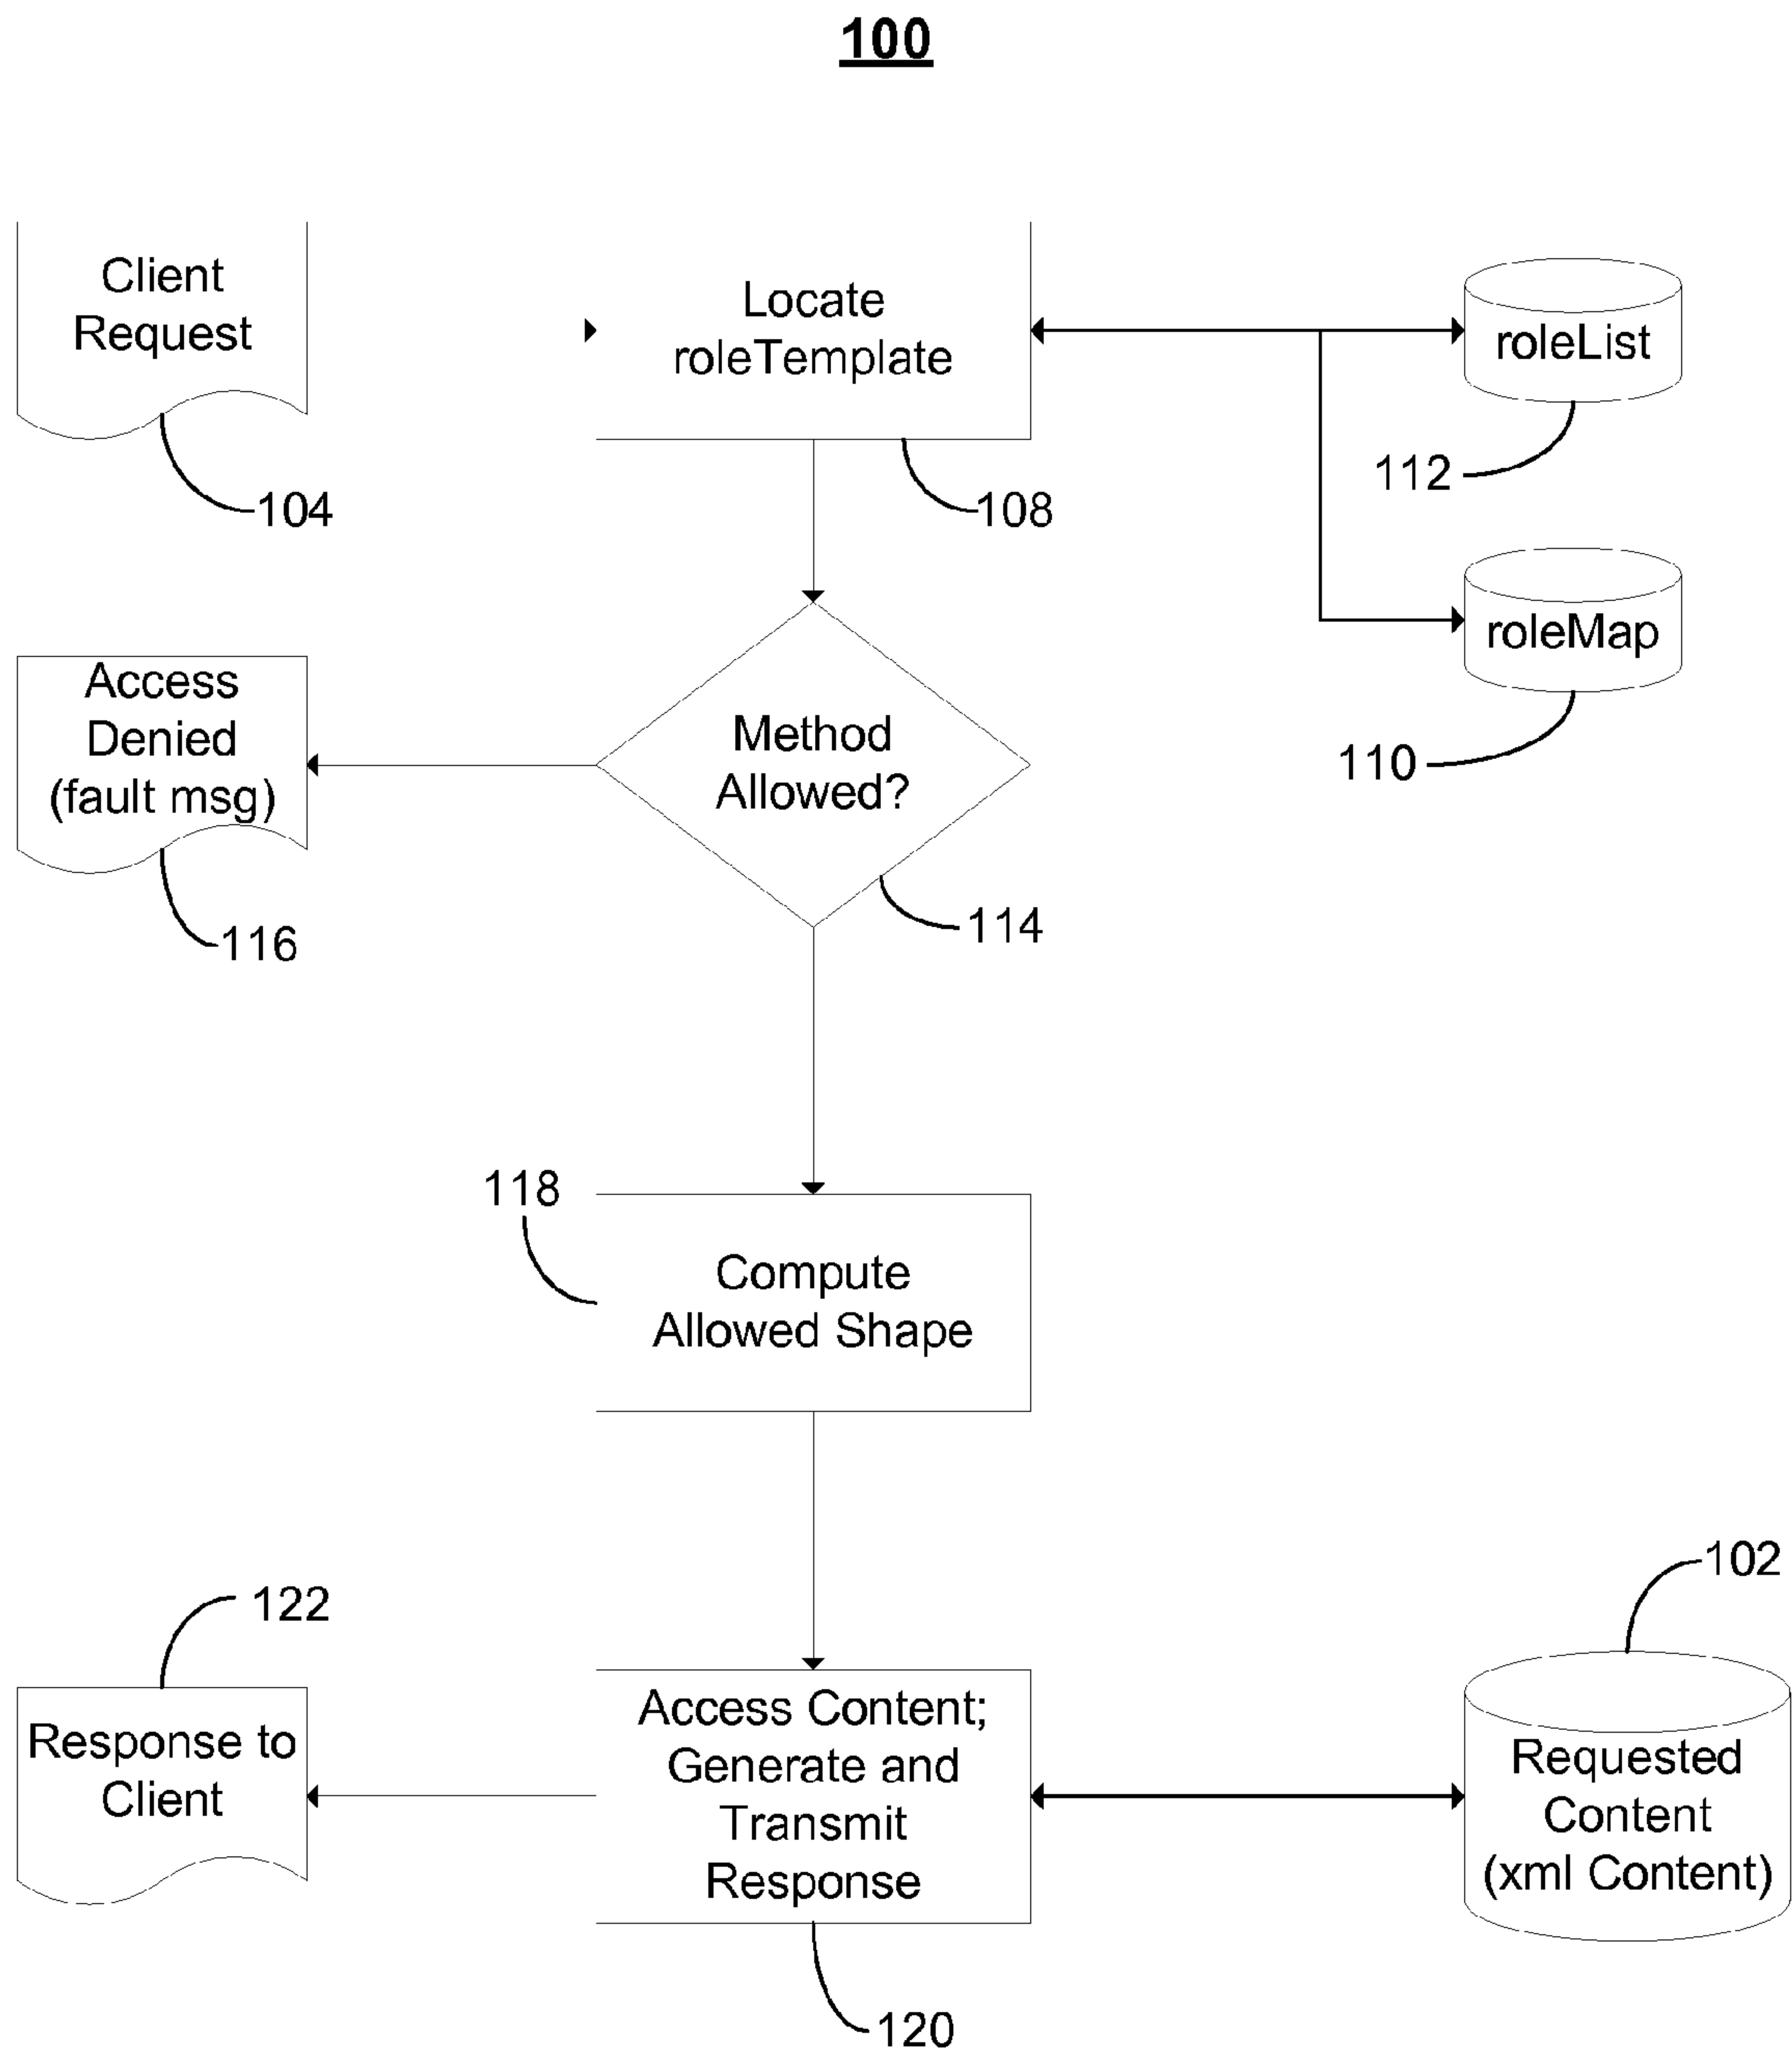 100
Client
Request
104
Locate
roleTemplate
108
roleList
112
roleMap
110
Access
Denied
(fault msg)
116
Method
Allowed?
114
118
Compute
Allowed Shape
122
Response to
Client
Access Content;
Generate and
Transmit
Response
120
102
Requested
Content
(xml Content)